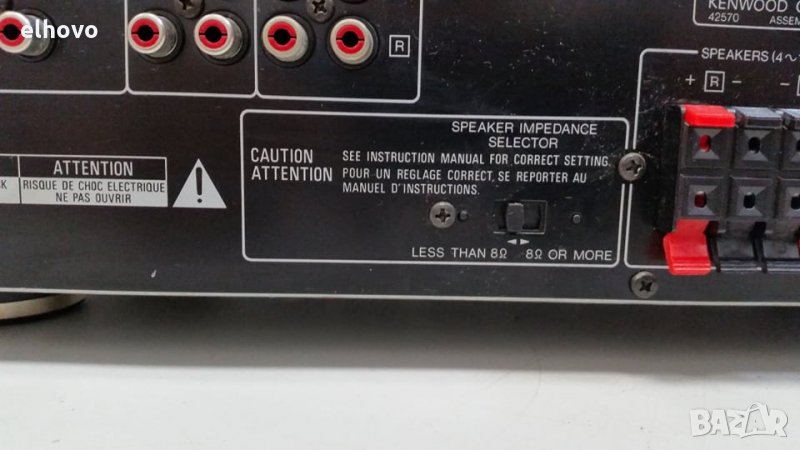 elhovo
KENWOOD
42570 ASSEM
R
SPEAKERS (4~
+ R - -
SPEAKER IMPEDANCE
SELECTOR
CAUTION SEE INSTRUCTION MANUAL FOR CORRECT SETTING.
ATTENTION POUR UN REGLAGE CORRECT, SE REPORTER AU
MANUEL D'INSTRUCTIONS.
LESS THAN 8Ω 8Ω OR MORE
ATTENTION
RISQUE DE CHOC ELECTRIQUE
NE PAS OUVRIR
BAZAR